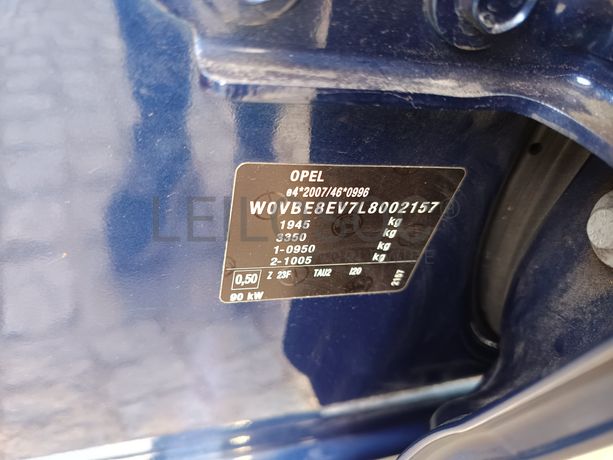 OPEL
e4*2007/46*0996
W0VBE8EV7L8002157
1945 kg
3350 kg
1-0950 kg
2-1005 kg
0,50 Z 23F TAU2 I20 2157
90 kW